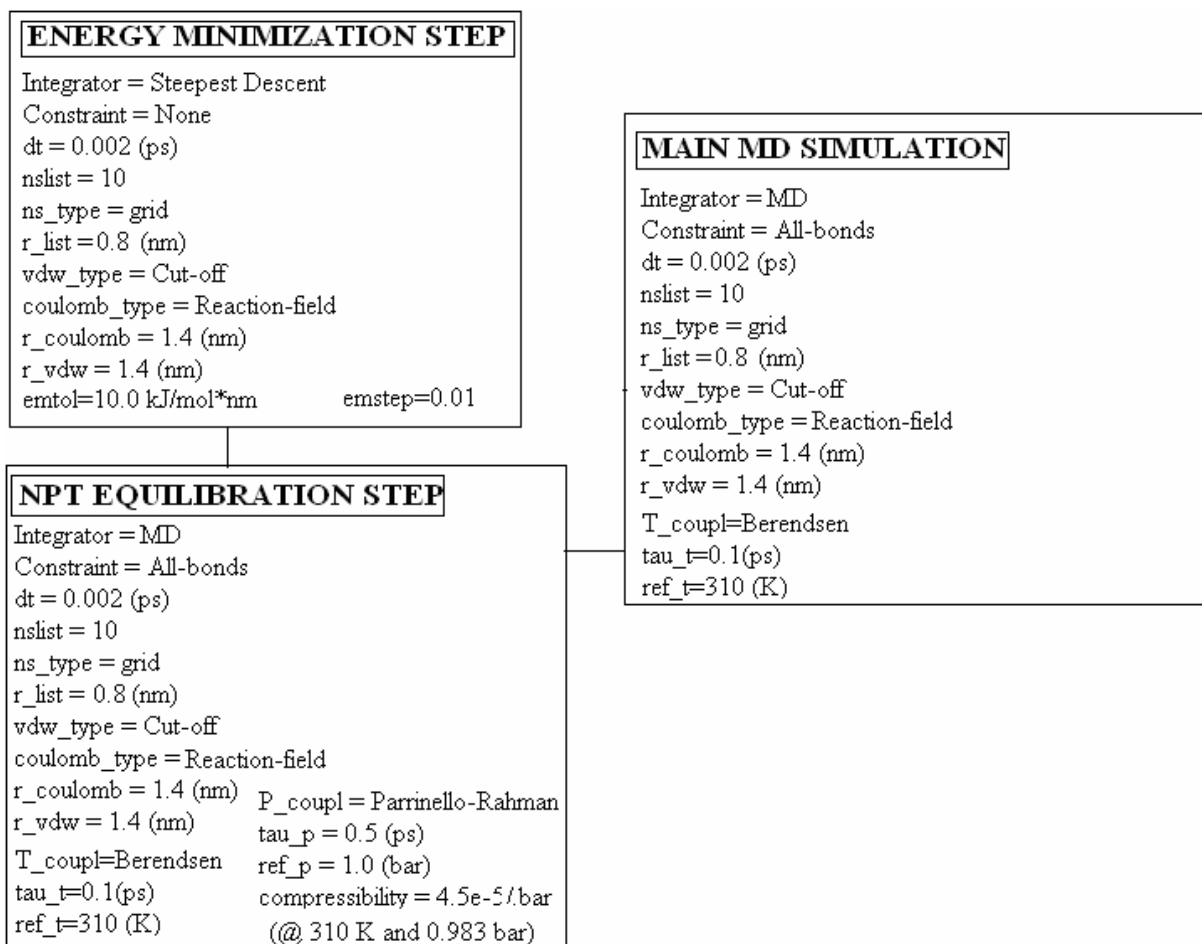 ENERGY MINIMIZATION STEP
Integrator = Steepest Descent
Constraint = None
dt = 0.002 (ps)
nslist = 10
ns_type = grid
r_list =0.8 (nm)
vdw_type = Cut-off
coulomb_type = Reaction-field
r_coulomb = 1.4 (nm)
r_vdw = 1.4 (nm)
emtol=10.0 kJ/mol*nm emstep=0.01
NPT EQUILIBRATION STEP
Integrator = MD
Constraint = All-bonds
dt = 0.002 (ps)
nslist = 10
ns_type = grid
r_list = 0.8 (nm)
vdw_type = Cut-off
coulomb_type = Reaction-field
r_coulomb = 1.4 (nm)
r_vdw = 1.4 (nm)
T_coupl=Berendsen
tau_t=0.1(ps)
ref_t=310 (K)
P_coupl = Parrinello-Rahman
tau_p = 0.5 (ps)
ref_p = 1.0 (bar)
compressibility = 4.5e-5/.bar
(@ 310 K and 0.983 bar)
MAIN MD SIMULATION
Integrator = MD
Constraint = All-bonds
dt = 0.002 (ps)
nslist = 10
ns_type = grid
r_list =0.8 (nm)
vdw_type = Cut-off
coulomb_type = Reaction-field
r_coulomb = 1.4 (nm)
r_vdw = 1.4 (nm)
T_coupl=Berendsen
tau_t=0.1(ps)
ref_t=310 (K)